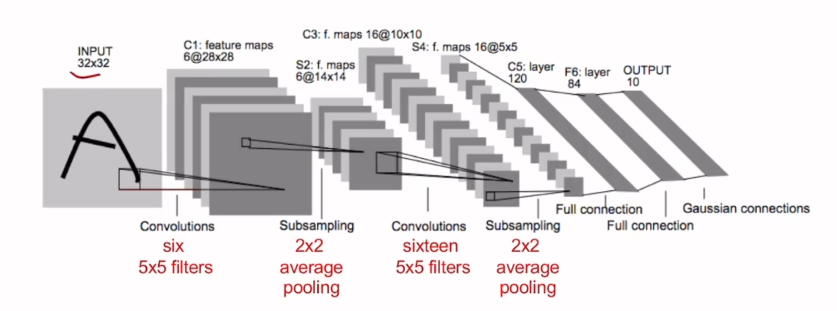 INPUT
32x32
C1: feature maps
6@28x28
S2: f. maps
6@14x14
C3: f. maps 16@10x10
S4: f. maps 16@5x5
C5: layer
120
F6: layer
84
OUTPUT
10
Convolutions
six
5x5 filters
Subsampling
2x2
average
pooling
Convolutions
sixteen
5x5 filters
Subsampling
2x2
average
pooling
Full connection
Full connection
Gaussian connections
A